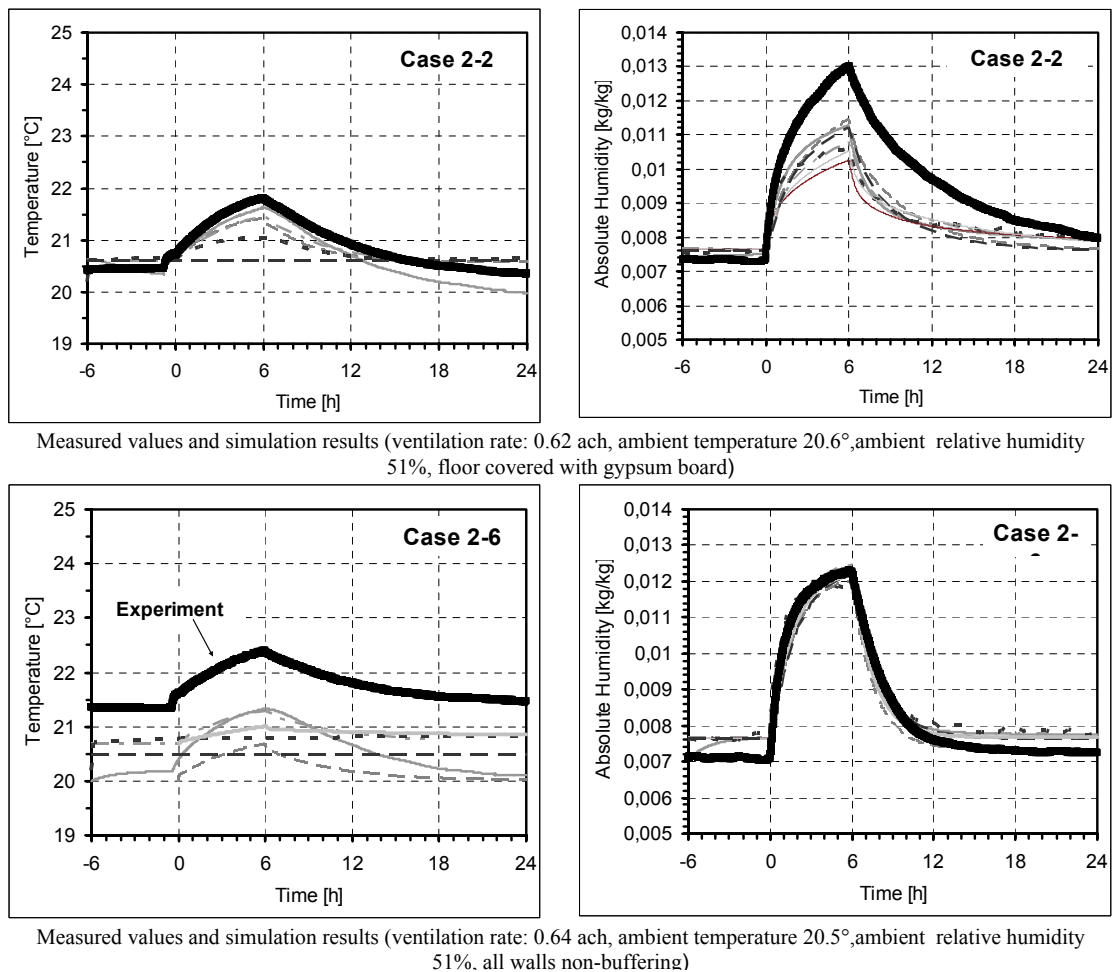 25
24
23
22
21
20
19
Temperature [°C]
Case 2-2
-6 0 6 12 18 24
Time [h]
0,014
0,013
0,012
0,011
0,01
0,009
0,008
0,007
0,006
0,005
Absolute Humidity [kg/kg]
Case 2-2
-6 0 6 12 18 24
Time [h]
Measured values and simulation results (ventilation rate: 0.62 ach, ambient temperature 20.6°,ambient relative humidity
51%, floor covered with gypsum board)
25
24
23
22
21
20
19
Temperature [°C]
Case 2-6
Experiment
-6 0 6 12 18 24
Time [h]
0,014
0,013
0,012
0,011
0,01
0,009
0,008
0,007
0,006
0,005
Absolute Humidity [kg/kg]
Case 2-
-6 0 6 12 18 24
Time [h]
Measured values and simulation results (ventilation rate: 0.64 ach, ambient temperature 20.5°,ambient relative humidity
51%, all walls non-buffering)